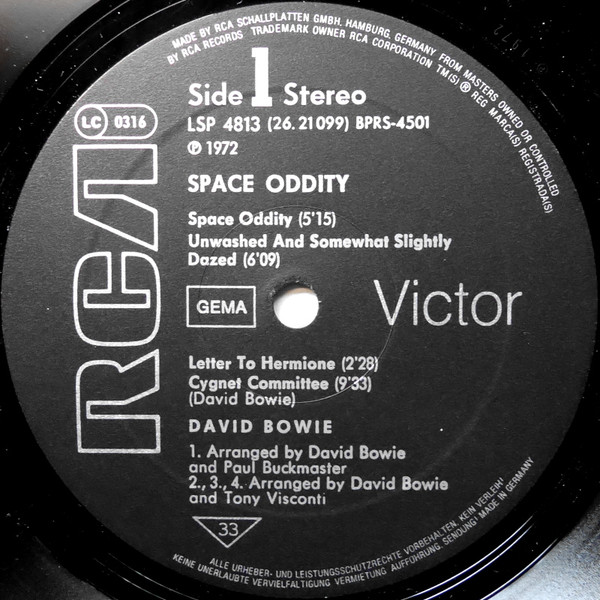 MADE BY RCA SCHALLPLATTEN GMBH, HAMBURG, GERMANY FROM MASTERS OWNED OR CONTROLLED
BY RCA RECORDS TRADEMARK OWNER RCA CORPORATION TM(S) ® REG MARCA(S) REGISTRADA(S)
Side 1 Stereo
LSP 4813 (26.21099) BPRS-4501
℗ 1972
LC 0316
RCA
SPACE ODDITY
Space Oddity (5'15)
Unwashed And Somewhat Slightly
Dazed (6'09)
GEMA
Victor
Letter To Hermione (2'28)
Cygnet Committee (9'33)
(David Bowie)
DAVID BOWIE
1. Arranged by David Bowie
and Paul Buckmaster
2., 3., 4. Arranged by David Bowie
and Tony Visconti
33
ALLE URHEBER- UND LEISTUNGSSCHUTZRECHTE VORBEHALTEN. KEIN VERLEIH!
KEINE UNERLAUBTE VERVIELFÄLTIGUNG VERMIETUNG AUFFÜHRUNG, SENDUNG! MADE IN GERMANY